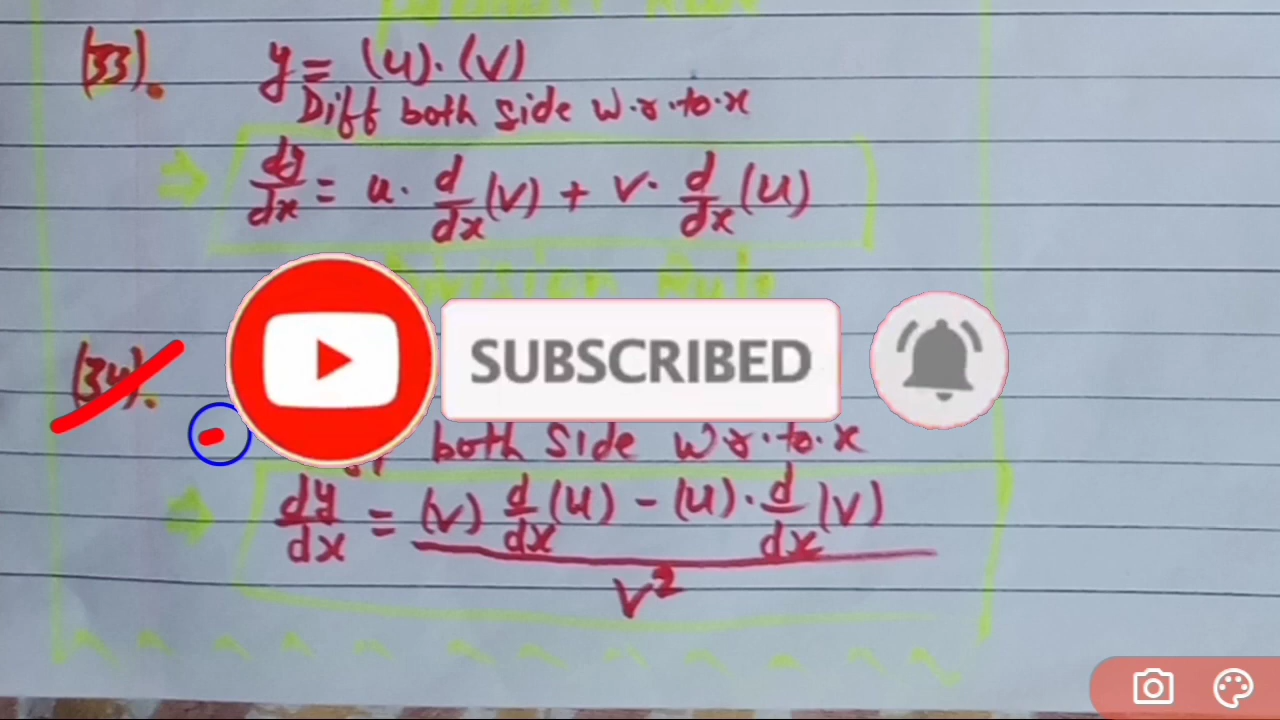 (33). y = (u)·(v)
Diff both side w.r.to.x
⇒ dy/dx = u· d/dx (v) + v· d/dx (u)
Division Rule
SUBSCRIBED
(34).
both side w.r.to.x
⇒ dy/dx = (v) d/dx (u) - (u)· d/dx (v)
v²